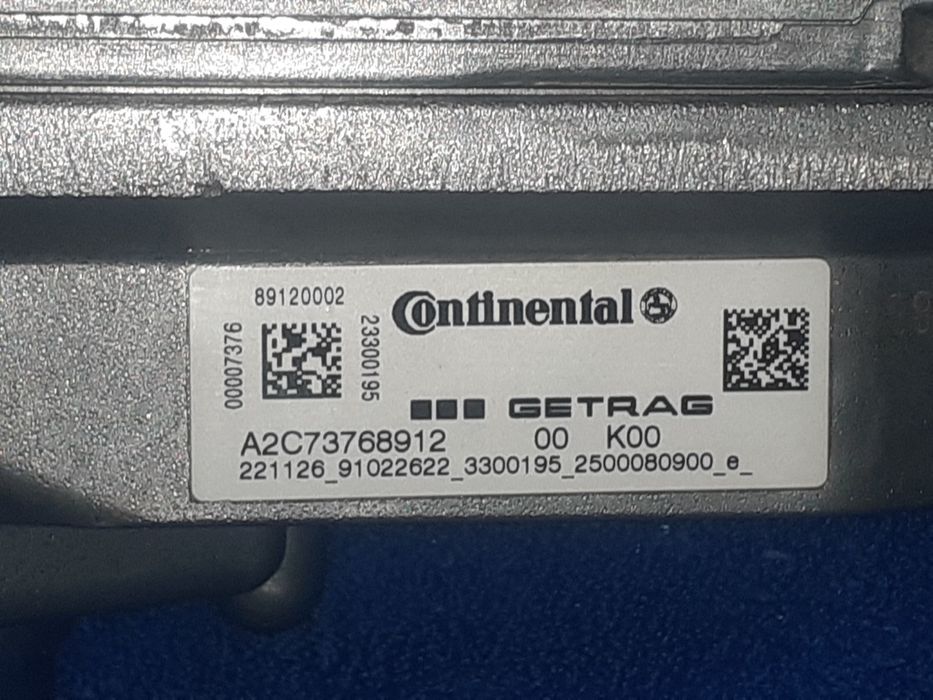 89120002
00007376
23300195
Continental
GETRAG
A2C73768912 00 K00
221126_91022622_3300195_2500080900_e_